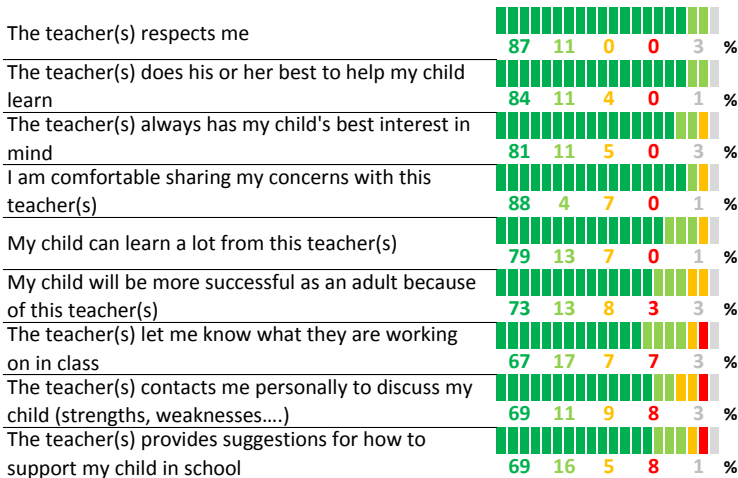 The teacher(s) respects me
87 11 0 0 3 %
The teacher(s) does his or her best to help my child
learn
84 11 4 0 1 %
The teacher(s) always has my child's best interest in
mind
81 11 5 0 3 %
I am comfortable sharing my concerns with this
teacher(s)
88 4 7 0 1 %
My child can learn a lot from this teacher(s)
79 13 7 0 1 %
My child will be more successful as an adult because
of this teacher(s)
73 13 8 3 3 %
The teacher(s) let me know what they are working
on in class
67 17 7 7 3 %
The teacher(s) contacts me personally to discuss my
child (strengths, weaknesses....)
69 11 9 8 3 %
The teacher(s) provides suggestions for how to
support my child in school
69 16 5 8 1 %